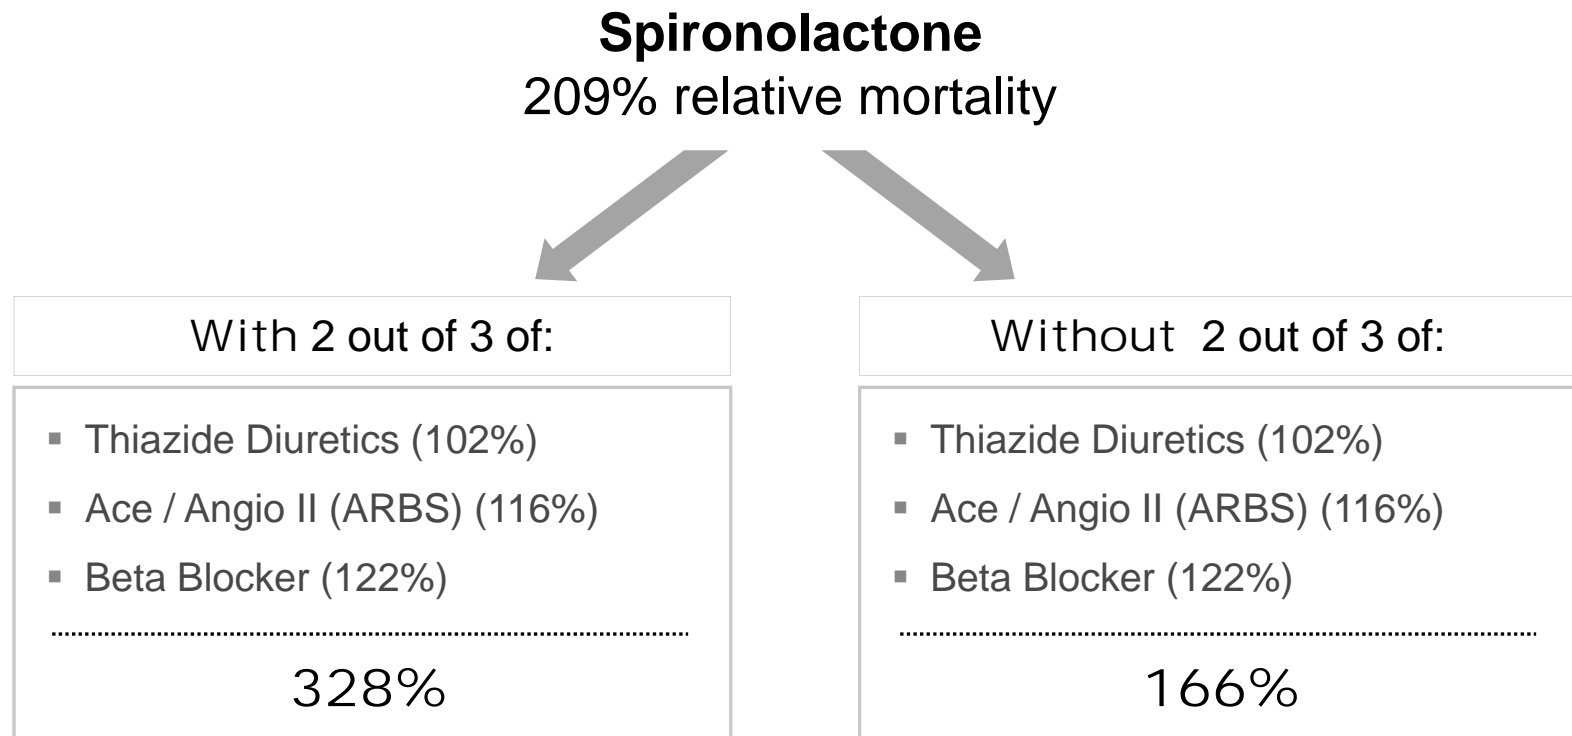 Spironolactone
209% relative mortality
With 2 out of 3 of:
▪ Thiazide Diuretics (102%)
▪ Ace / Angio II (ARBS) (116%)
▪ Beta Blocker (122%)
328%
Without 2 out of 3 of:
▪ Thiazide Diuretics (102%)
▪ Ace / Angio II (ARBS) (116%)
▪ Beta Blocker (122%)
166%